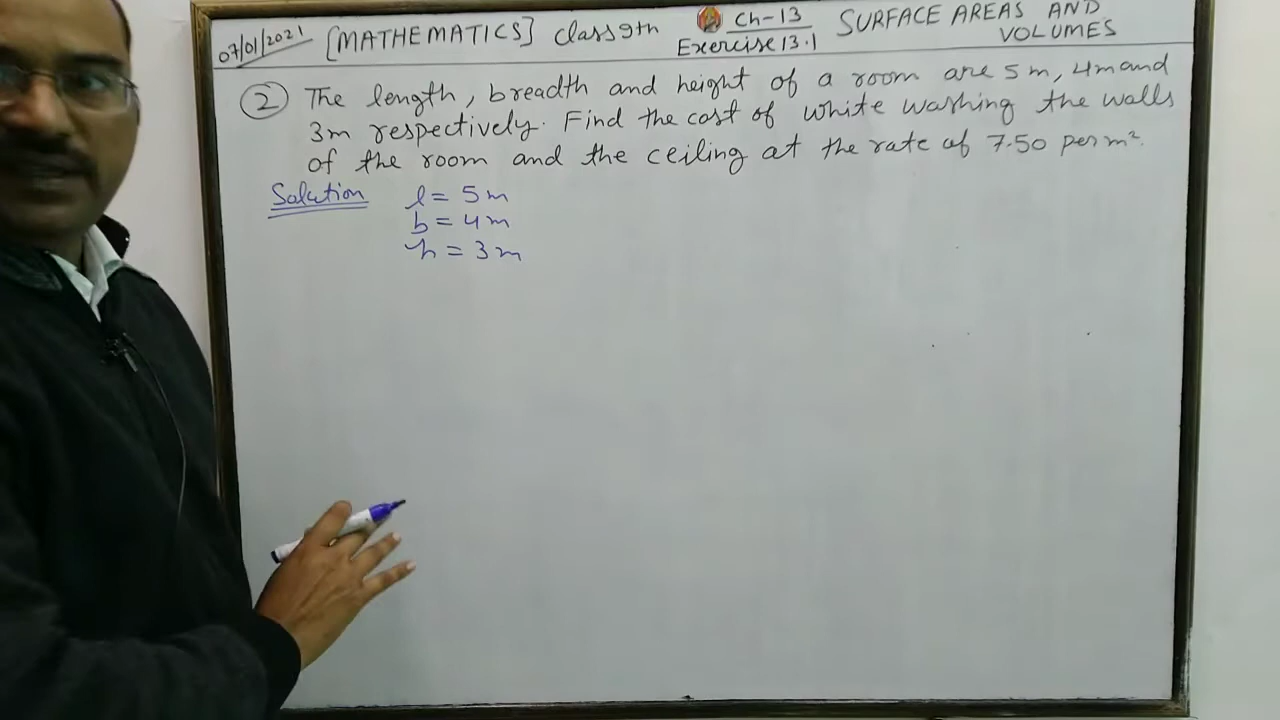 07/01/2021 [MATHEMATICS] Class 9th Ch-13 SURFACE AREAS AND
Exercise 13.1 VOLUMES
② The length, breadth and height of a room are 5m, 4m and
3m respectively. Find the cost of white washing the walls
of the room and the ceiling at the rate of 7.50 per m².
Solution l = 5m
b = 4m
h = 3m